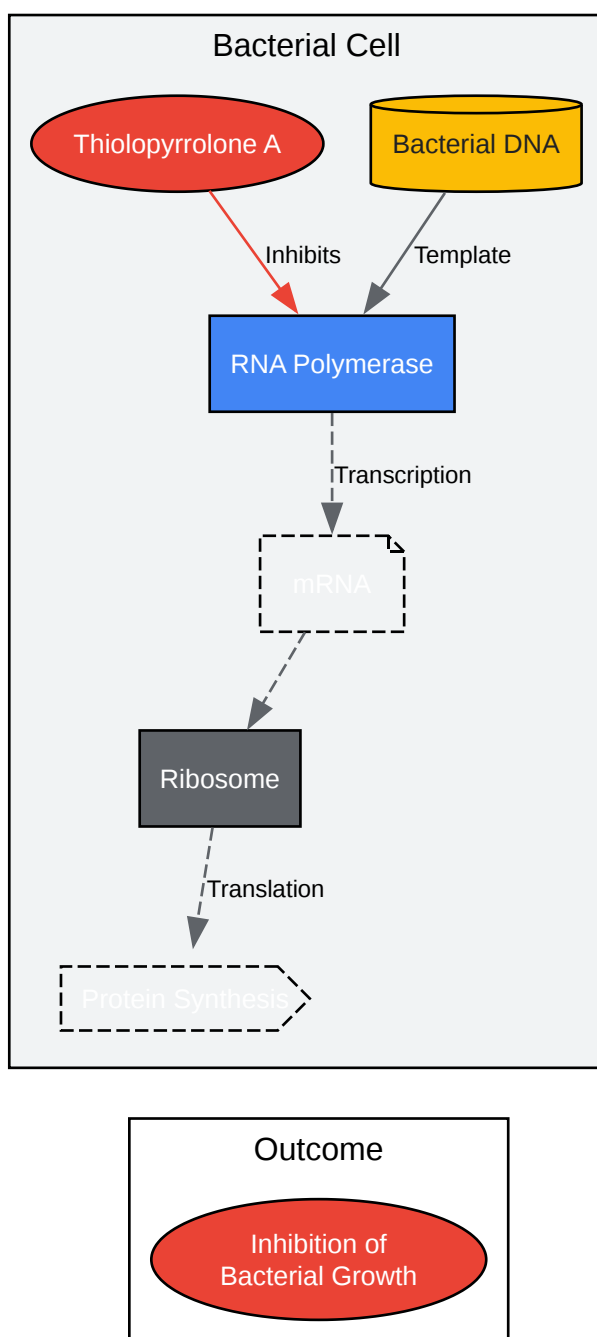 Bacterial Cell
Thiolopyrrolone A
Bacterial DNA
Inhibits
Template
RNA Polymerase
Transcription
mRNA
Ribosome
Translation
Protein Synthesis
Outcome
Inhibition of
Bacterial Growth